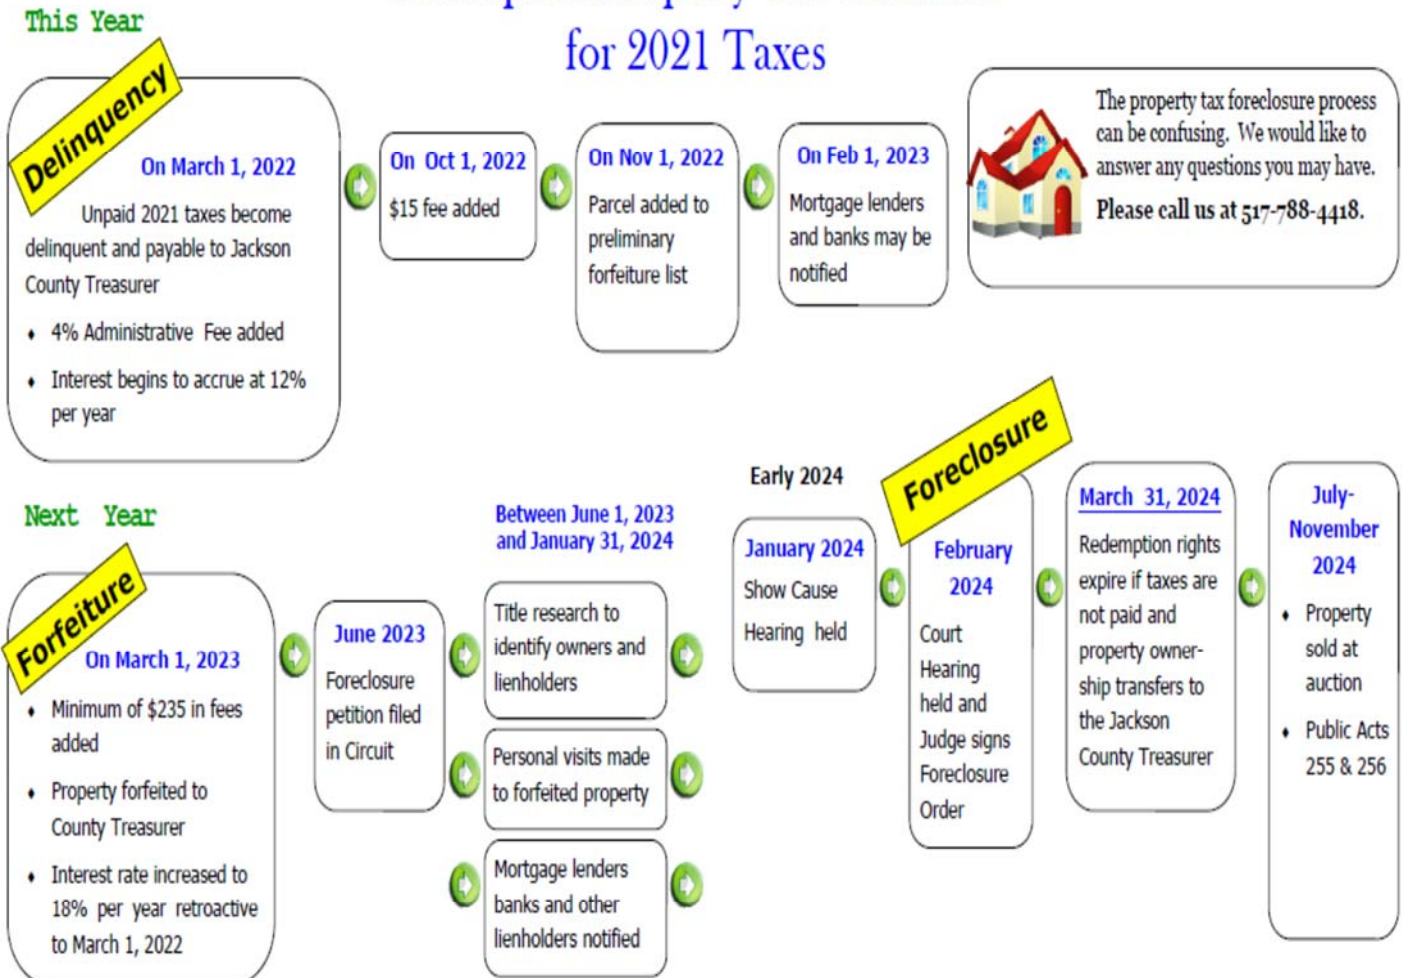 for 2021 Taxes
This Year
Delinquency
On March 1, 2022
Unpaid 2021 taxes become
delinquent and payable to Jackson
County Treasurer
• 4% Administrative Fee added
• Interest begins to accrue at 12%
per year
On Oct 1, 2022
$15 fee added
On Nov 1, 2022
Parcel added to
preliminary
forfeiture list
On Feb 1, 2023
Mortgage lenders
and banks may be
notified
The property tax foreclosure process
can be confusing. We would like to
answer any questions you may have.
Please call us at 517-788-4418.
Next Year
Forfeiture
On March 1, 2023
• Minimum of $235 in fees
added
• Property forfeited to
County Treasurer
• Interest rate increased to
18% per year retroactive
to March 1, 2022
June 2023
Foreclosure
petition filed
in Circuit
Between June 1, 2023
and January 31, 2024
Title research to
identify owners and
lienholders
Personal visits made
to forfeited property
Mortgage lenders
banks and other
lienholders notified
Early 2024
January 2024
Show Cause
Hearing held
Foreclosure
February
2024
Court
Hearing
held and
Judge signs
Foreclosure
Order
March 31, 2024
Redemption rights
expire if taxes are
not paid and
property owner-
ship transfers to
the Jackson
County Treasurer
July-
November
2024
• Property
sold at
auction
• Public Acts
255 & 256